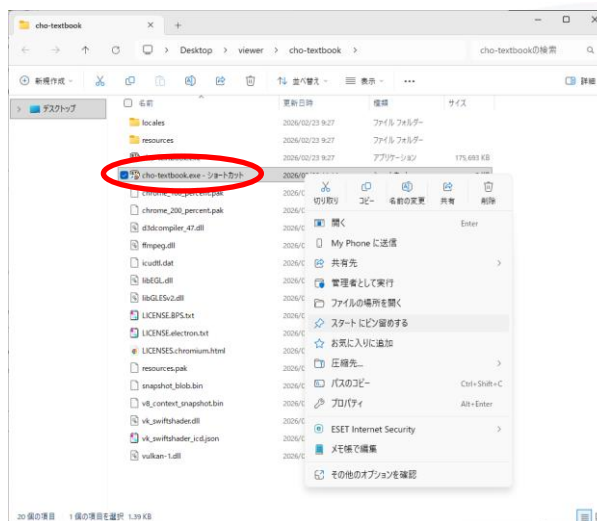 cho-textbook
Desktop > viewer > cho-textbook >
cho-textbookの検索
新規作成
並べ替え
表示
詳細
デスクトップ
名前 更新日時 種類 サイズ
locales 2026/02/23 9:27 ファイル フォルダー
resources 2026/02/23 9:27 ファイル フォルダー
2026/02/23 9:27 アプリケーション 175,693 KB
cho-textbook.exe - ショートカット
切り取り コピー 名前の変更 共有 削除
chrome_200_percent.pak
d3dcompiler_47.dll
ffmpeg.dll
icudtl.dat
libEGL.dll
libGLESv2.dll
LICENSE.BPS.txt
LICENSE.electron.txt
LICENSES.chromium.html
resources.pak
snapshot_blob.bin
v8_context_snapshot.bin
vk_swiftshader.dll
vk_swiftshader_icd.json
vulkan-1.dll
開く Enter
My Phone に送信
共有先
管理者として実行
ファイルの場所を開く
スタート にピン留めする
お気に入りに追加
圧縮先...
パスのコピー Ctrl+Shift+C
プロパティ Alt+Enter
ESET Internet Security
メモ帳で編集
その他のオプションを確認
20 個の項目 1 個の項目を選択 1.39 KB